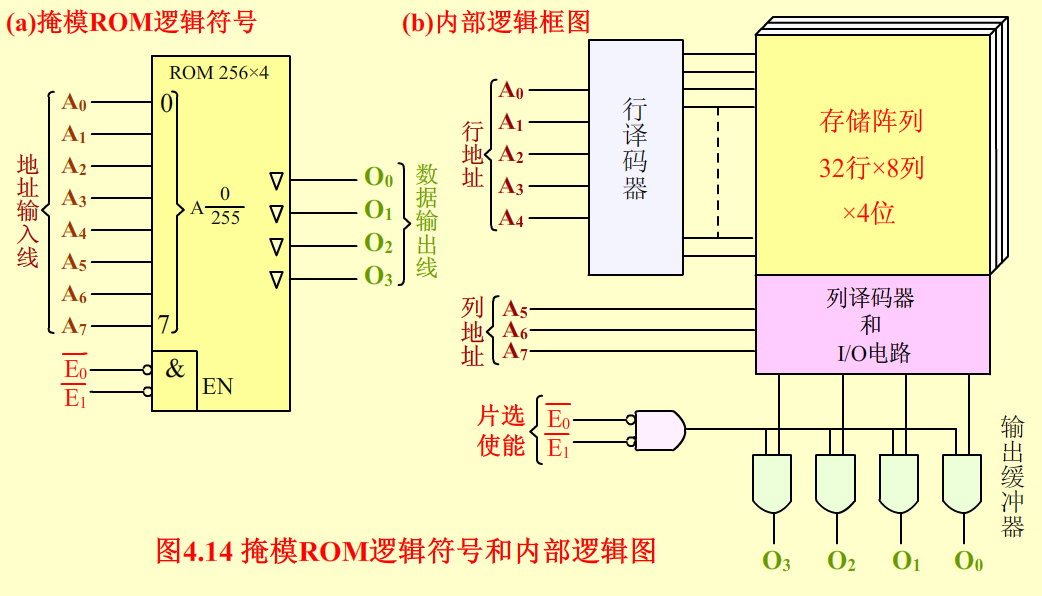 (a)掩模ROM逻辑符号
ROM 256×4
地址输入线
A0
A1
A2
A3
A4
A5
A6
A7
0
7
A 0/255
&
EN
E̅0
E̅1
O0
O1
O2
O3
数据输出线
(b)内部逻辑框图
行地址
A0
A1
A2
A3
A4
行译码器
存储阵列
32行×8列
×4位
列地址
A5
A6
A7
列译码器
和
I/O电路
片选
使能
E̅0
E̅1
输出缓冲器
O3
O2
O1
O0
图4.14 掩模ROM逻辑符号和内部逻辑图